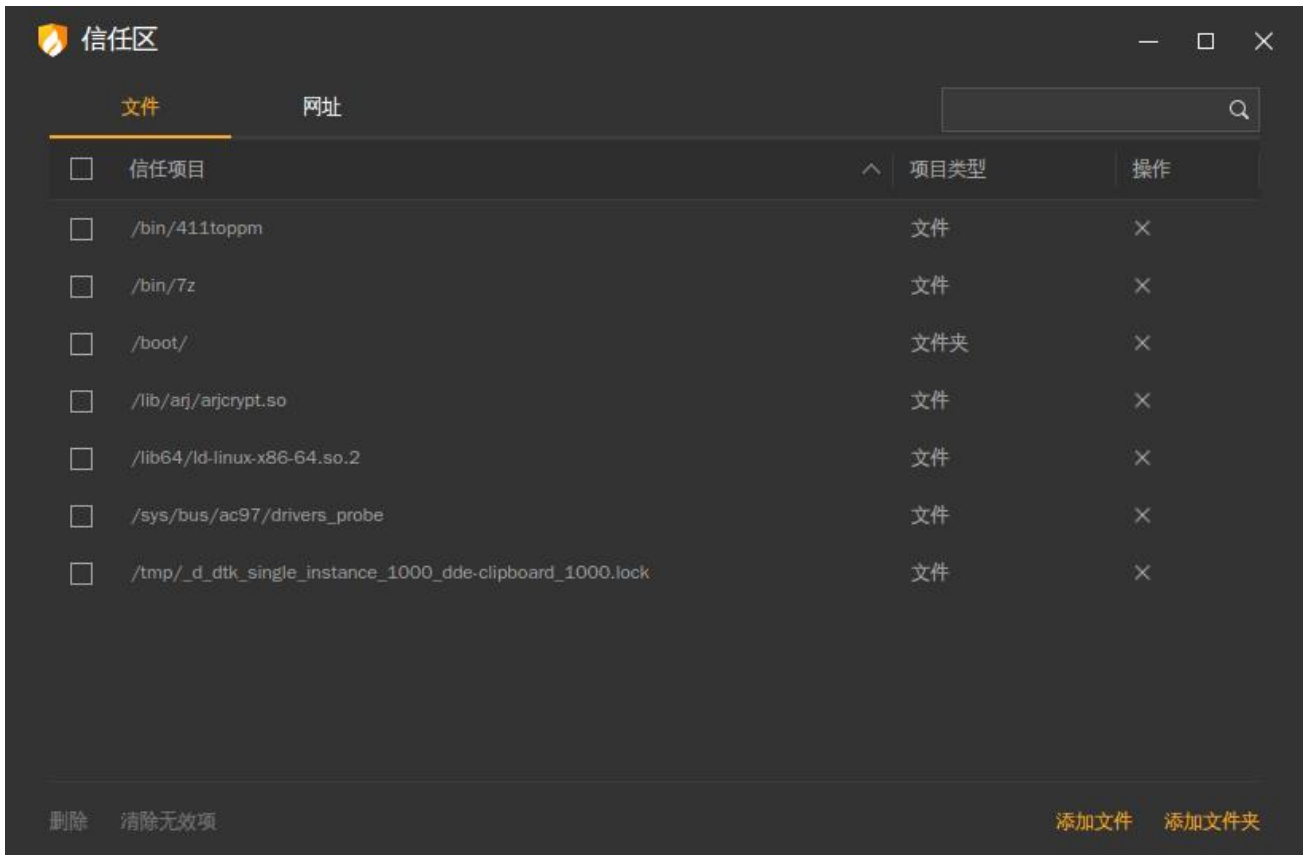 信任区
文件 网址
信任项目 项目类型 操作
/bin/411toppm 文件
/bin/7z 文件
/boot/ 文件夹
/lib/arj/arjcrypt.so 文件
/lib64/ld-linux-x86-64.so.2 文件
/sys/bus/ac97/drivers_probe 文件
/tmp/_d_dtk_single_instance_1000_dde-clipboard_1000.lock 文件
删除 清除无效项 添加文件 添加文件夹